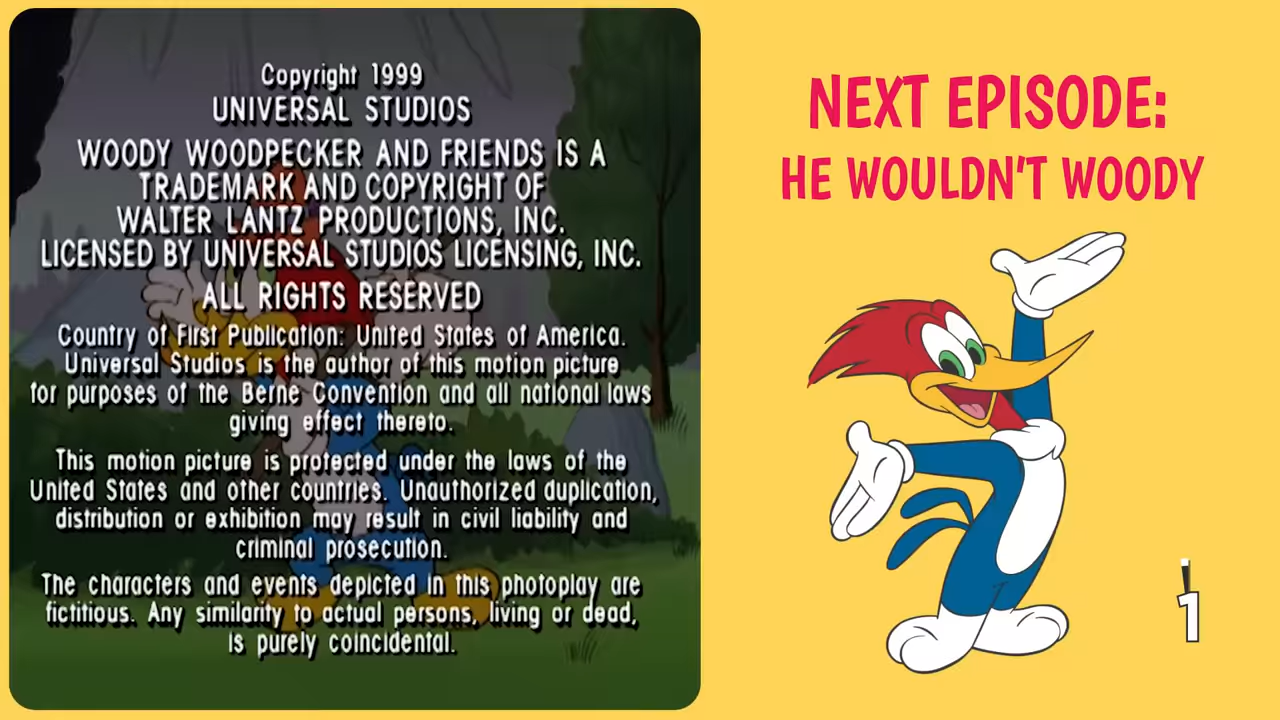 Copyright 1999
UNIVERSAL STUDIOS
WOODY WOODPECKER AND FRIENDS IS A
TRADEMARK AND COPYRIGHT OF
WALTER LANTZ PRODUCTIONS, INC.
LICENSED BY UNIVERSAL STUDIOS LICENSING, INC.
ALL RIGHTS RESERVED
Country of First Publication: United States of America.
Universal Studios is the author of this motion picture
for purposes of the Berne Convention and all national laws
giving effect thereto.
This motion picture is protected under the laws of the
United States and other countries. Unauthorized duplication,
distribution or exhibition may result in civil liability and
criminal prosecution.
The characters and events depicted in this photoplay are
fictitious. Any similarity to actual persons, living or dead,
is purely coincidental.
NEXT EPISODE:
HE WOULDN'T WOODY
1